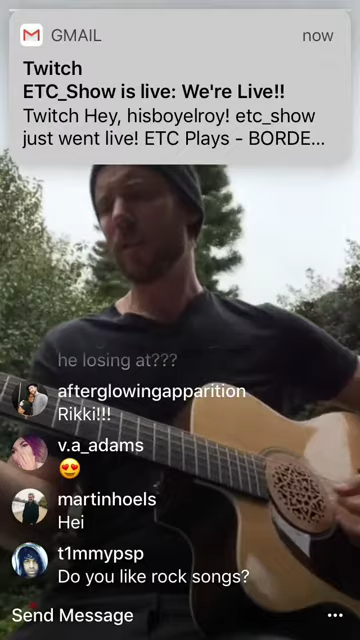 GMAIL
now
Twitch
ETC_Show is live: We're Live!!
Twitch Hey, hisboyelroy! etc_show
just went live! ETC Plays - BORDE...
he losing at???
afterglowingapparition
Rikki!!!
v.a_adams
😍
martinhoels
Hei
t1mmypsp
Do you like rock songs?
Send Message